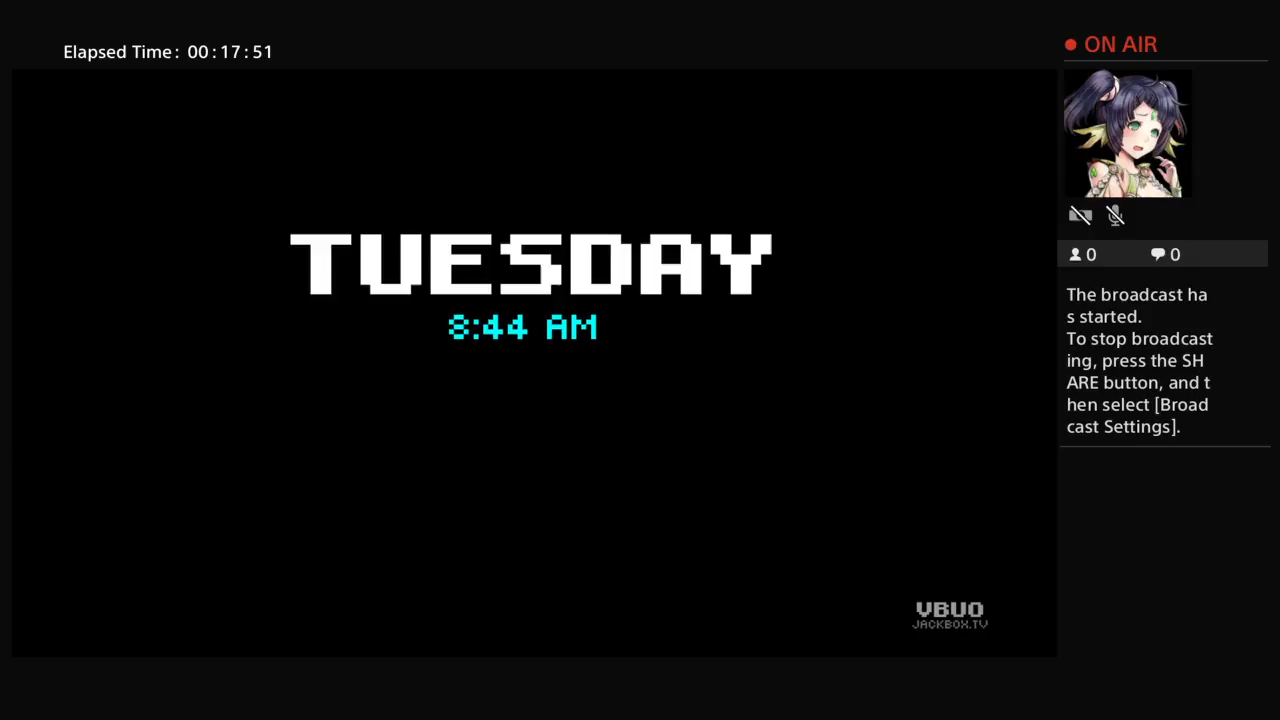 Elapsed Time: 00:17:51
ON AIR
TUESDAY
8:44 AM
0
0
The broadcast ha
s started.
To stop broadcast
ing, press the SH
ARE button, and t
hen select [Broad
cast Settings].
VBUO
JACKBOX.TV